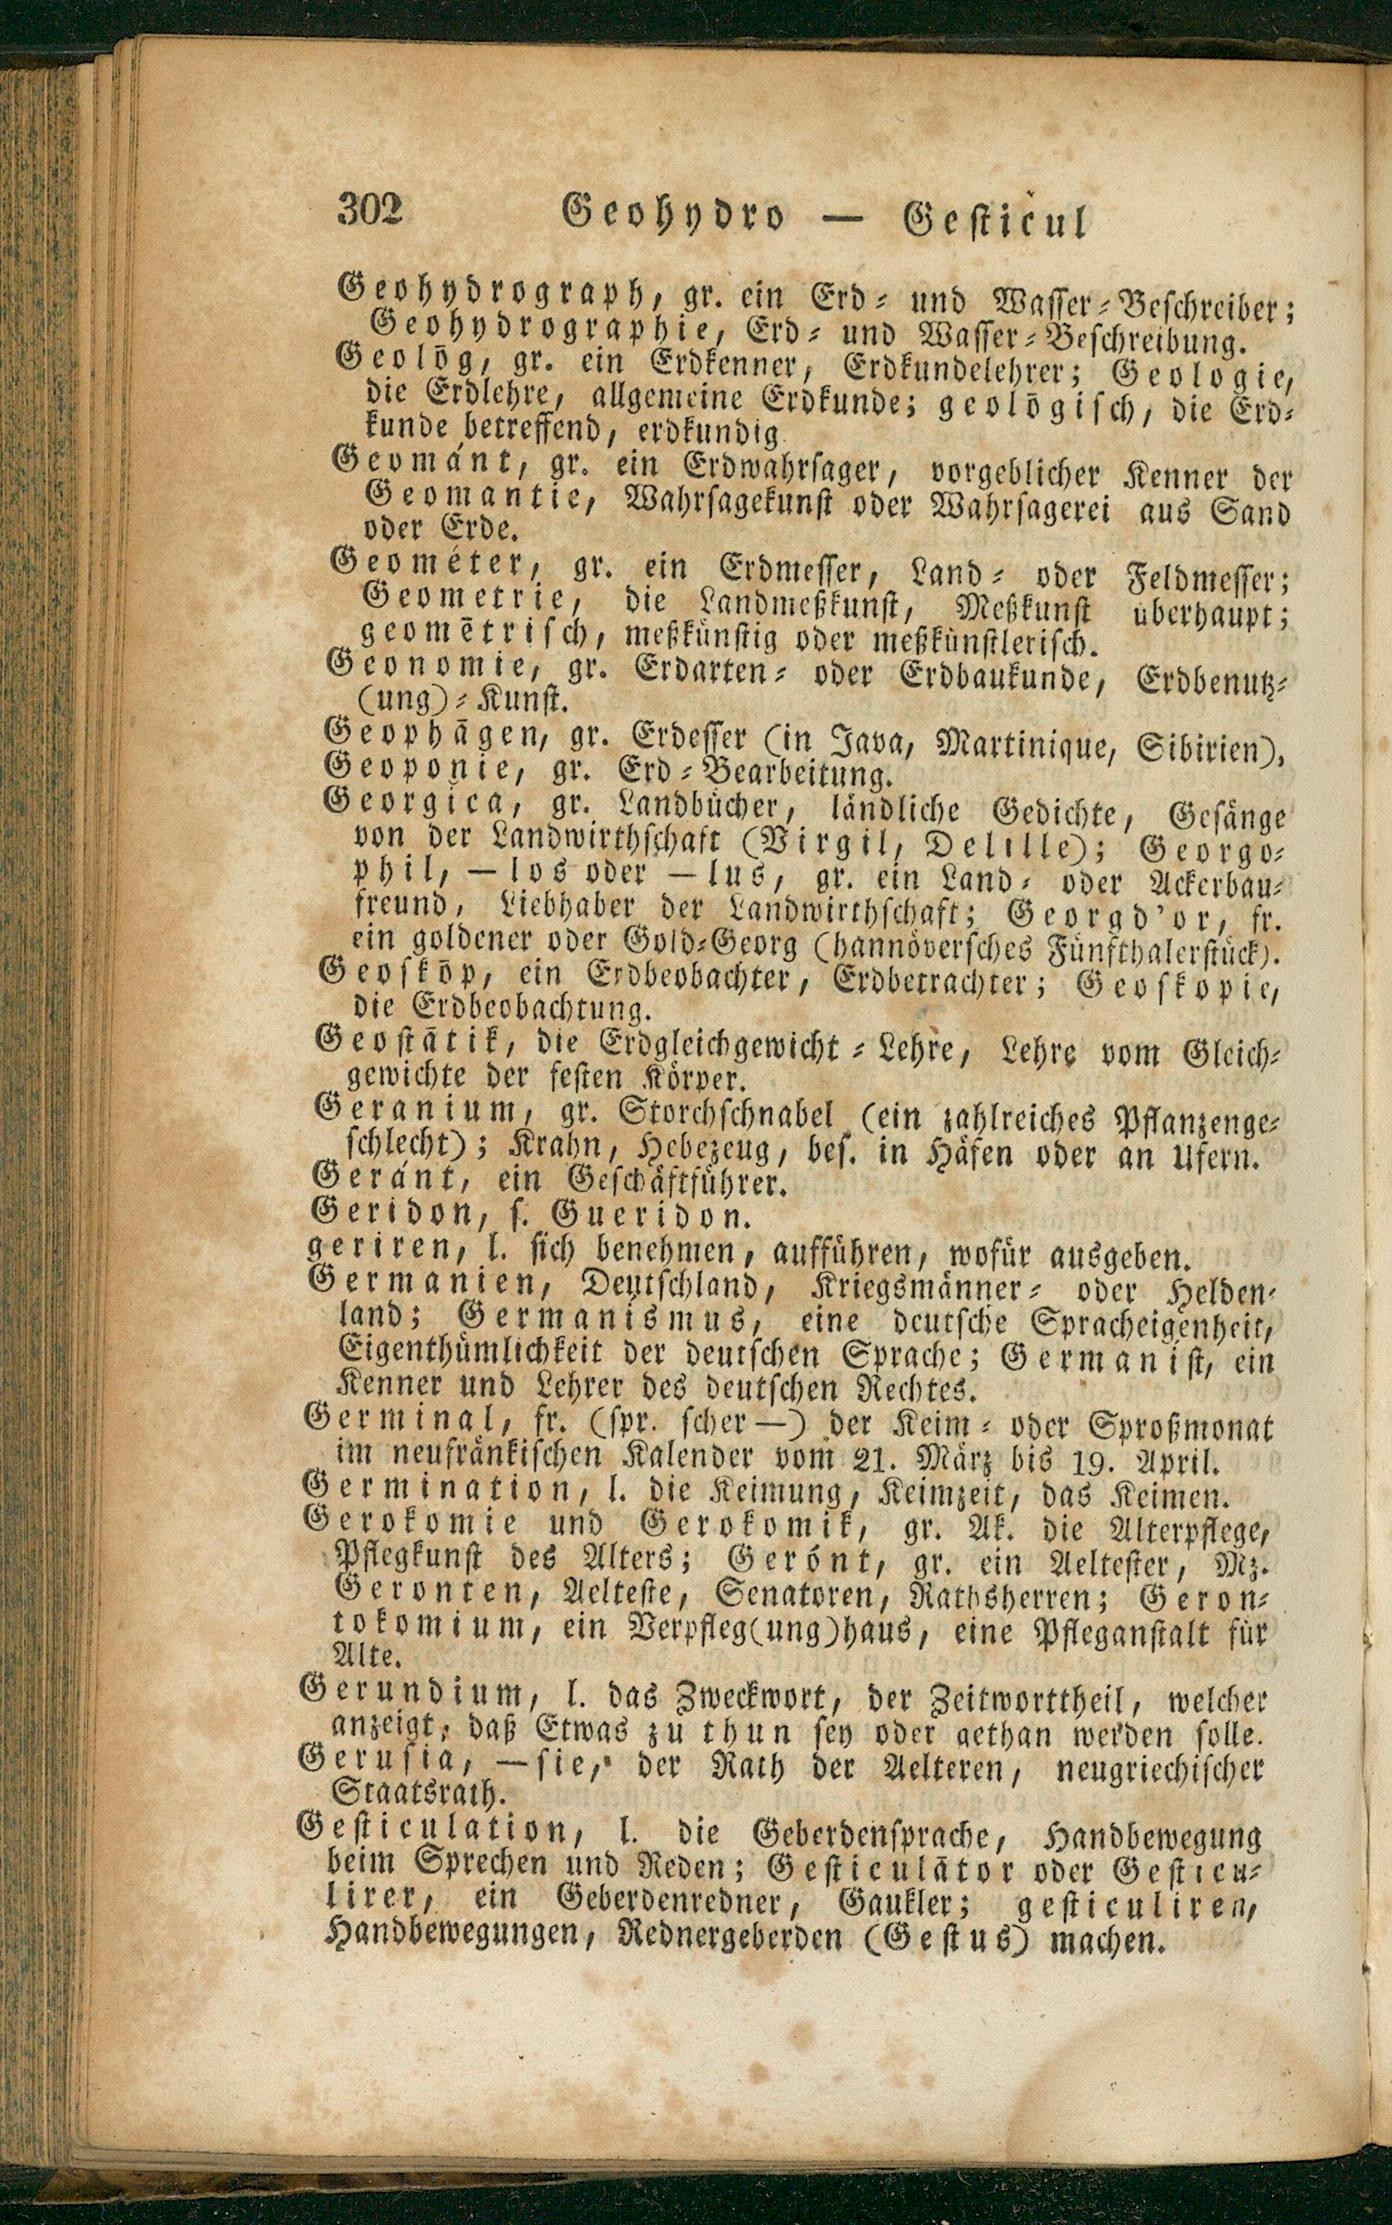 302 Geohydro — Gesticul
Geohydrograph, gr. ein Erd- und Wasser-Beschreiber;
Geohydrographie, Erd- und Wasser-Beschreibung.
Geolōg, gr. ein Erdkenner, Erdkundelehrer; Geologie,
die Erdlehre, allgemeine Erdkunde; geolōgisch, die Erd-
kunde betreffend, erdkundig
Geománt, gr. ein Erdwahrsager, vorgeblicher Kenner der
Geomantie, Wahrsagekunst oder Wahrsagerei aus Sand
oder Erde.
Geométer, gr. ein Erdmesser, Land- oder Feldmesser;
Geometrie, die Landmeßkunst, Meßkunst überhaupt;
geomētrisch, meßkünstig oder meßkünstlerisch.
Geonomie, gr. Erdarten- oder Erdbaukunde, Erdbenutz-
(ung)-Kunst.
Geophāgen, gr. Erdesser (in Java, Martinique, Sibirien),
Geoponie, gr. Erd-Bearbeitung.
Georgica, gr. Landbücher, ländliche Gedichte, Gesänge
von der Landwirthschaft (Virgil, Delille); Georgo-
phil, —los oder —lus, gr. ein Land- oder Ackerbau-
freund, Liebhaber der Landwirthschaft; Georgd'or, fr.
ein goldener oder Gold-Georg (hannöversches Fünfthalerstück).
Geoskōp, ein Erdbeobachter, Erdbetrachter; Geoskopie,
die Erdbeobachtung.
Geostātik, die Erdgleichgewicht-Lehre, Lehre vom Gleich-
gewichte der festen Körper.
Geranium, gr. Storchschnabel (ein zahlreiches Pflanzenge-
schlecht); Krahn, Hebezeug, bes. in Häfen oder an Ufern.
Geránt, ein Geschäftführer.
Geridon, s. Gueridon.
geriren, l. sich benehmen, aufführen, wofür ausgeben.
Germanien, Deutschland, Kriegsmänner- oder Helden-
land; Germanismus, eine deutsche Spracheigenheit,
Eigenthümlichkeit der deutschen Sprache; Germanist, ein
Kenner und Lehrer des deutschen Rechtes.
Germinal, fr. (spr. scher—) der Keim- oder Sproßmonat
im neufränkischen Kalender vom 21. März bis 19. April.
Germination, l. die Keimung, Keimzeit, das Keimen.
Gerokomie und Gerokomik, gr. Ak. die Alterpflege,
Pflegkunst des Alters; Gerónt, gr. ein Aeltester, Mz.
Geronten, Aelteste, Senatoren, Rathsherren; Geron-
tokomium, ein Verpfleg(ung)haus, eine Pfleganstalt für
Alte.
Gerundium, l. das Zweckwort, der Zeitworttheil, welcher
anzeigt, daß Etwas zu thun sey oder gethan werden solle.
Gerusia, —sie, der Rath der Aelteren, neugriechischer
Staatsrath.
Gesticulation, l. die Geberdensprache, Handbewegung
beim Sprechen und Reden; Gesticulātor oder Gesticu-
lirer, ein Geberdenredner, Gaukler; gesticuliren,
Handbewegungen, Rednergeberden (Gestus) machen.